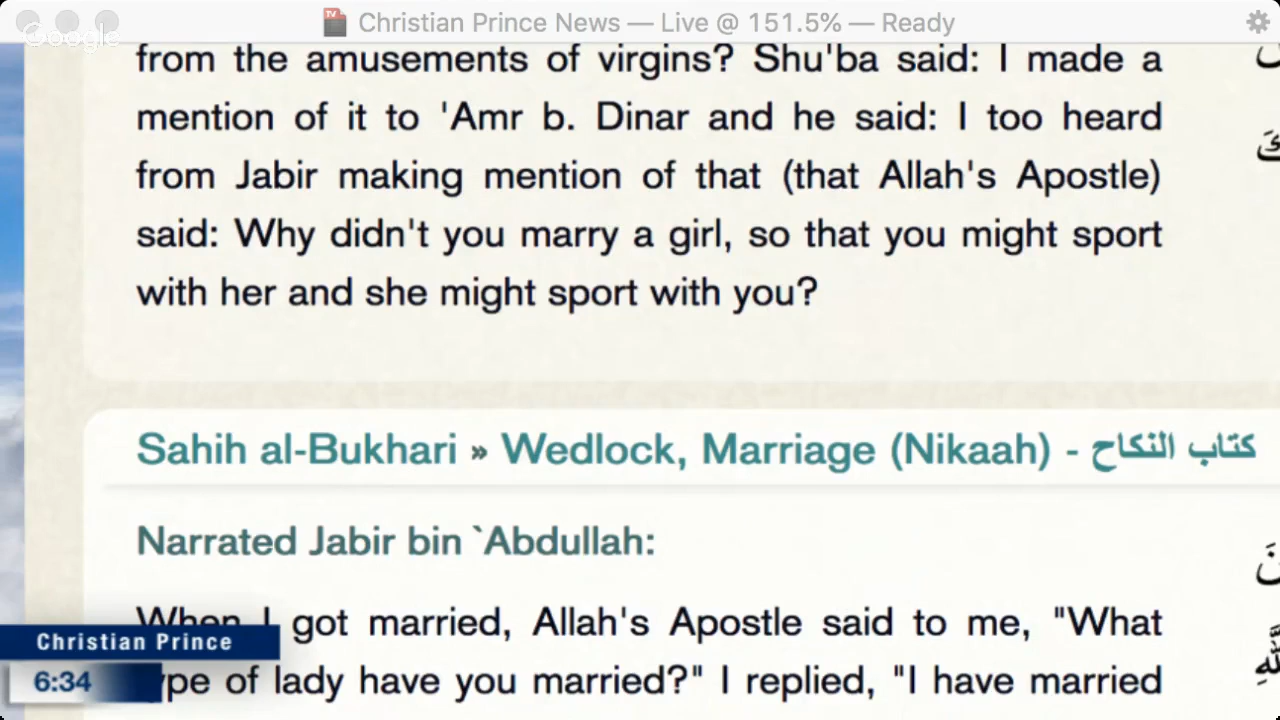 Christian Prince News — Live @ 151.5% — Ready
Google
from the amusements of virgins? Shu'ba said: I made a
mention of it to 'Amr b. Dinar and he said: I too heard
from Jabir making mention of that (that Allah's Apostle)
said: Why didn't you marry a girl, so that you might sport
with her and she might sport with you?
Sahih al-Bukhari » Wedlock, Marriage (Nikaah) - كتاب النكاح
Narrated Jabir bin `Abdullah:
When I got married, Allah's Apostle said to me, "What
ype of lady have you married?" I replied, "I have married
Christian Prince
6:34